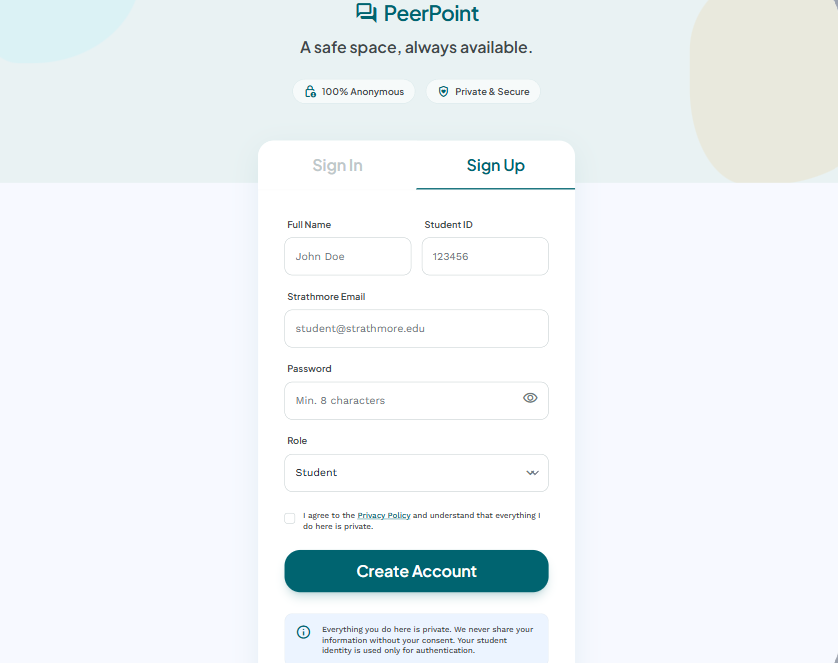 PeerPoint
A safe space, always available.
100% Anonymous
Private & Secure
Sign In
Sign Up
Full Name
Student ID
John Doe
123456
Strathmore Email
student@strathmore.edu
Password
Min. 8 characters
Role
Student
I agree to the Privacy Policy and understand that everything I
do here is private.
Create Account
Everything you do here is private. We never share your
information without your consent. Your student
identity is used only for authentication.